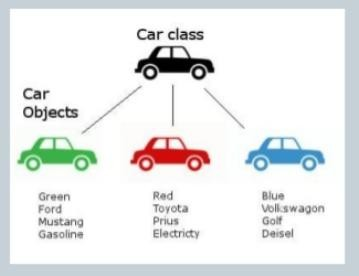 Car class
Car
Objects
Green
Ford
Mustang
Gasoline
Red
Toyota
Prius
Electricty
Blue
Volkswagon
Golf
Deisel